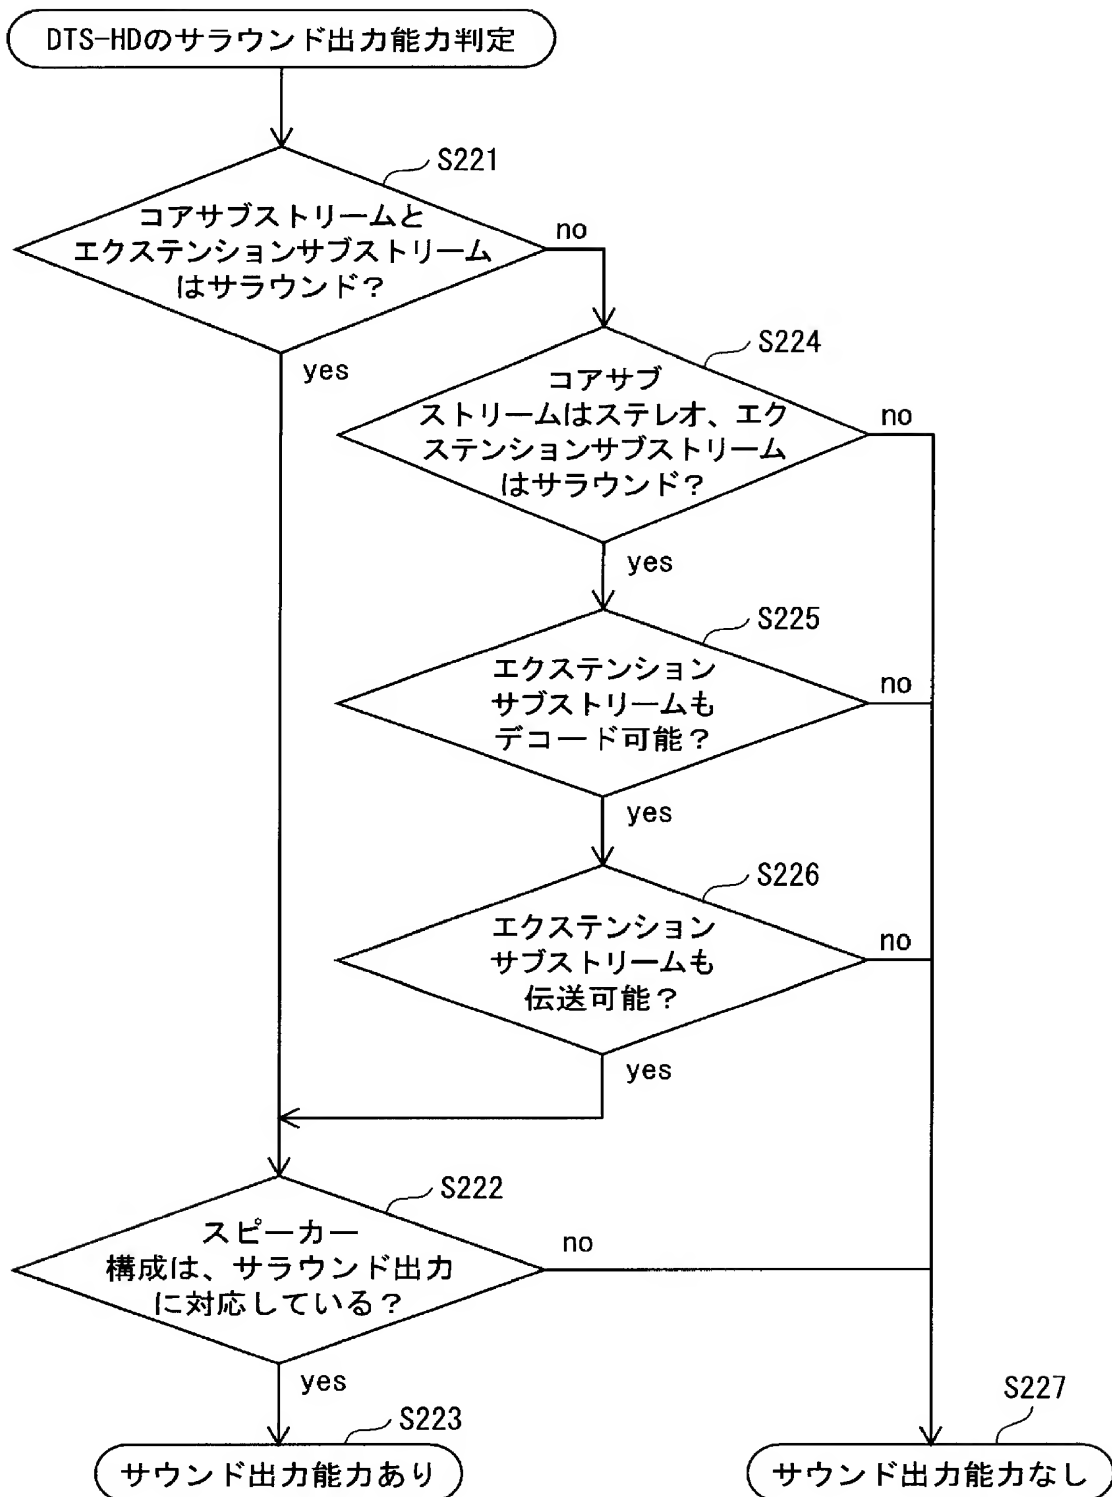 DTS-HDのサラウンド出力能力判定
S221
コアサブストリームと
エクステンションサブストリーム
はサラウンド？
no
yes
S224
コアサブ
ストリームはステレオ、エク
ステンションサブストリーム
はサラウンド？
no
yes
S225
エクステンション
サブストリームも
デコード可能？
no
yes
S226
エクステンション
サブストリームも
伝送可能？
no
yes
S222
スピーカー
構成は、サラウンド出力
に対応している？
no
yes
S223
サウンド出力能力あり
S227
サウンド出力能力なし